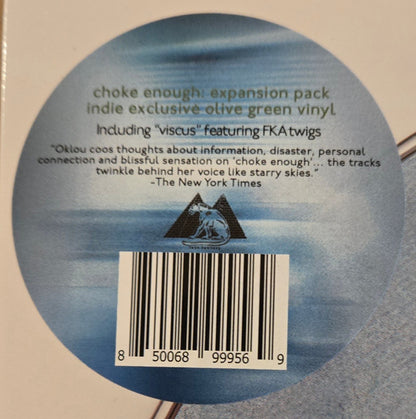 choke enough: expansion pack
indie exclusive olive green vinyl
Including "viscus" featuring FKA twigs
"Oklou coos thoughts about information, disaster, personal
connection and blissful sensation on 'choke enough'... the tracks
twinkle behind her voice like starry skies."
-The New York Times
8 50068 99956 9